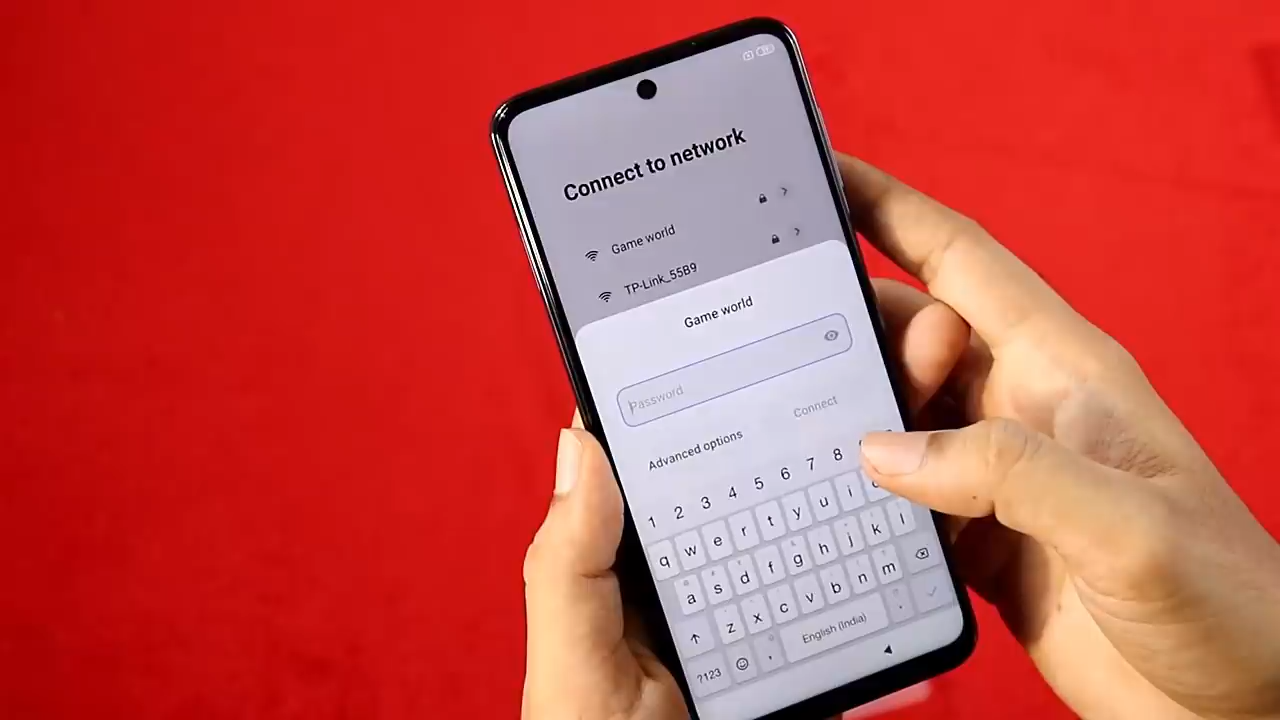 Connect to network
Game world
TP-Link_55B9
Game world
Password
Connect
Advanced options
1 2 3 4 5 6 7 8
q w e r t y u i
a s d f g h j k l
z x c v b n m
?123 , English (India) .